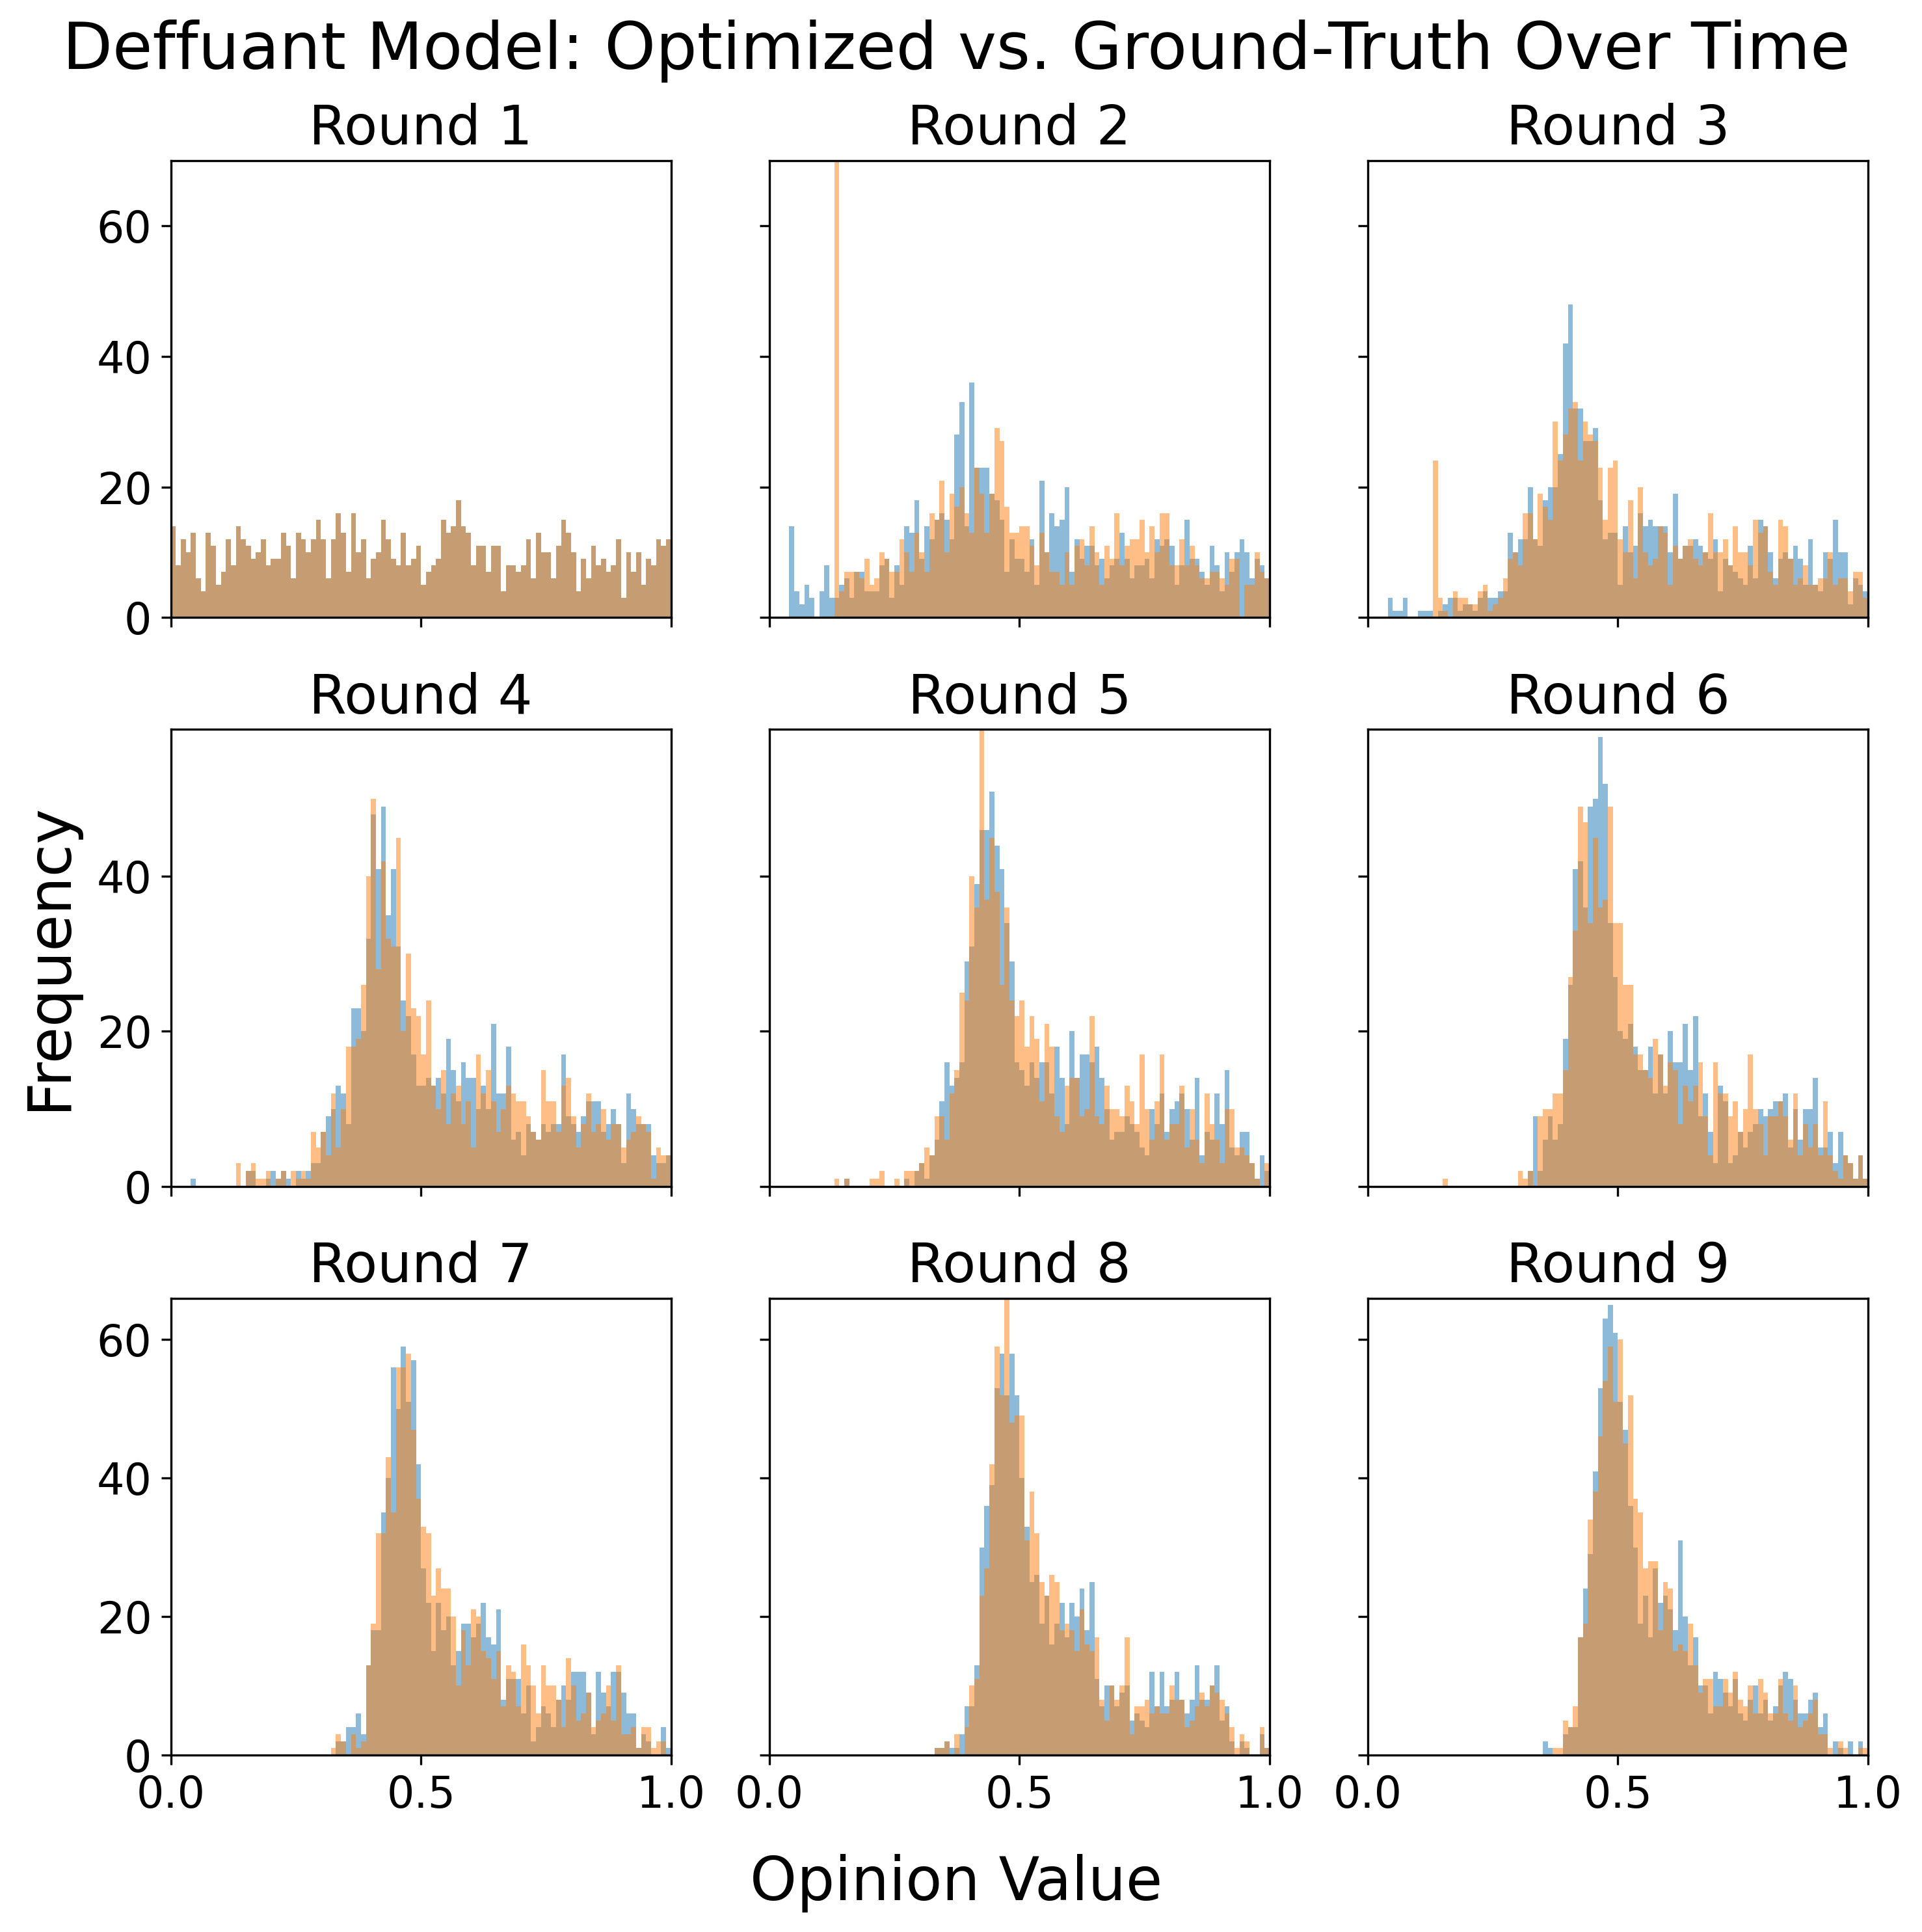 Deffuant Model: Optimized vs. Ground-Truth Over Time
Round 1
Round 2
Round 3
60
40
20
0
Round 4
Round 5
Round 6
40
20
0
Frequency
Round 7
Round 8
Round 9
60
40
20
0
0.0 0.5 1.0
0.0 0.5 1.0
0.0 0.5 1.0
Opinion Value